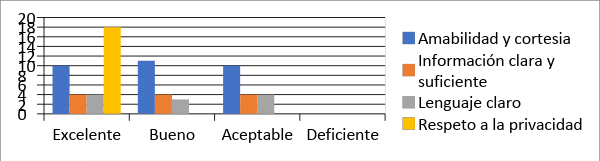 20
18
16
14
12
10
8
6
4
2
0
Excelente Bueno Aceptable Deficiente
Amabilidad y cortesia
Información clara y
suficiente
Lenguaje claro
Respeto a la privacidad